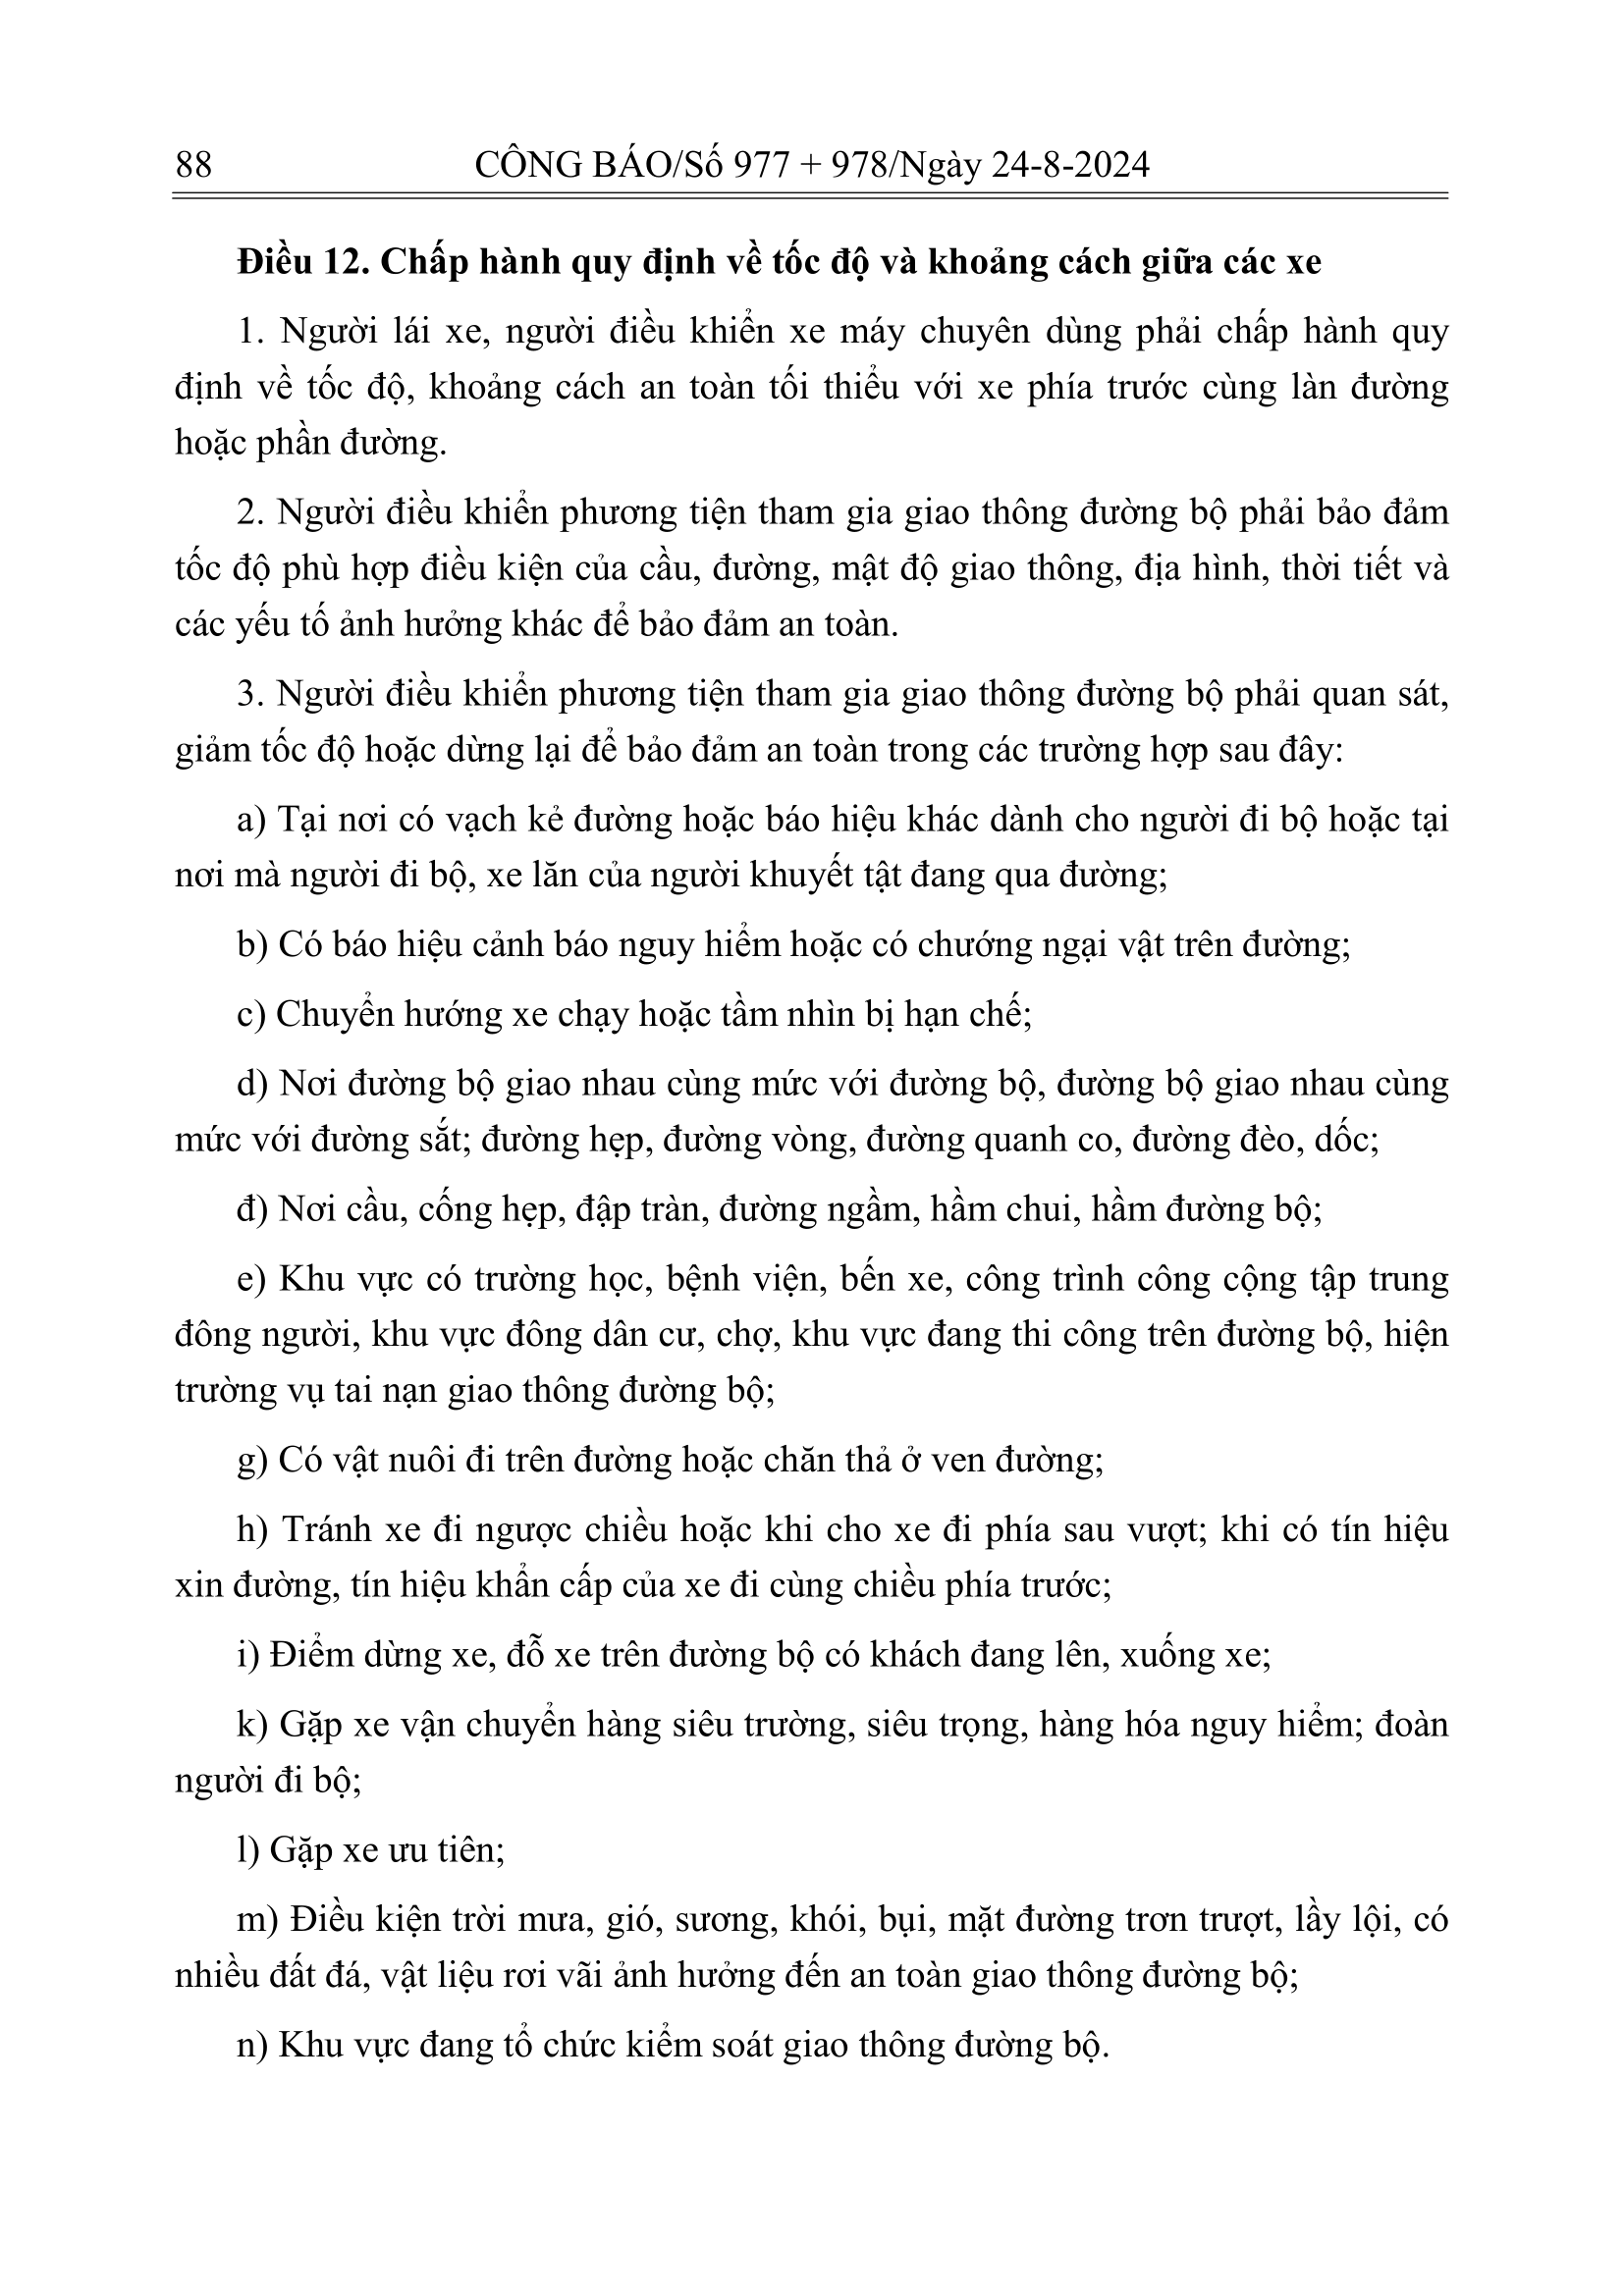 88
CÔNG BÁO/Số 977 + 978/Ngày 24-8-2024
Điều 12. Chấp hành quy định về tốc độ và khoảng cách giữa các xe
1. Người lái xe, người điều khiển xe máy chuyên dùng phải chấp hành quy
định về tốc độ, khoảng cách an toàn tối thiểu với xe phía trước cùng làn đường
hoặc phần đường.
2. Người điều khiển phương tiện tham gia giao thông đường bộ phải bảo đảm
tốc độ phù hợp điều kiện của cầu, đường, mật độ giao thông, địa hình, thời tiết và
các yếu tố ảnh hưởng khác để bảo đảm an toàn.
3. Người điều khiển phương tiện tham gia giao thông đường bộ phải quan sát,
giảm tốc độ hoặc dừng lại để bảo đảm an toàn trong các trường hợp sau đây:
a) Tại nơi có vạch kẻ đường hoặc báo hiệu khác dành cho người đi bộ hoặc tại
nơi mà người đi bộ, xe lăn của người khuyết tật đang qua đường;
b) Có báo hiệu cảnh báo nguy hiểm hoặc có chướng ngại vật trên đường;
c) Chuyển hướng xe chạy hoặc tầm nhìn bị hạn chế;
d) Nơi đường bộ giao nhau cùng mức với đường bộ, đường bộ giao nhau cùng
mức với đường sắt; đường hẹp, đường vòng, đường quanh co, đường đèo, dốc;
đ) Nơi cầu, cống hẹp, đập tràn, đường ngầm, hầm chui, hầm đường bộ;
e) Khu vực có trường học, bệnh viện, bến xe, công trình công cộng tập trung
đông người, khu vực đông dân cư, chợ, khu vực đang thi công trên đường bộ, hiện
trường vụ tai nạn giao thông đường bộ;
g) Có vật nuôi đi trên đường hoặc chăn thả ở ven đường;
h) Tránh xe đi ngược chiều hoặc khi cho xe đi phía sau vượt; khi có tín hiệu
xin đường, tín hiệu khẩn cấp của xe đi cùng chiều phía trước;
i) Điểm dừng xe, đỗ xe trên đường bộ có khách đang lên, xuống xe;
k) Gặp xe vận chuyển hàng siêu trường, siêu trọng, hàng hóa nguy hiểm; đoàn
người đi bộ;
l) Gặp xe ưu tiên;
m) Điều kiện trời mưa, gió, sương, khói, bụi, mặt đường trơn trượt, lầy lội, có
nhiều đất đá, vật liệu rơi vãi ảnh hưởng đến an toàn giao thông đường bộ;
n) Khu vực đang tổ chức kiểm soát giao thông đường bộ.